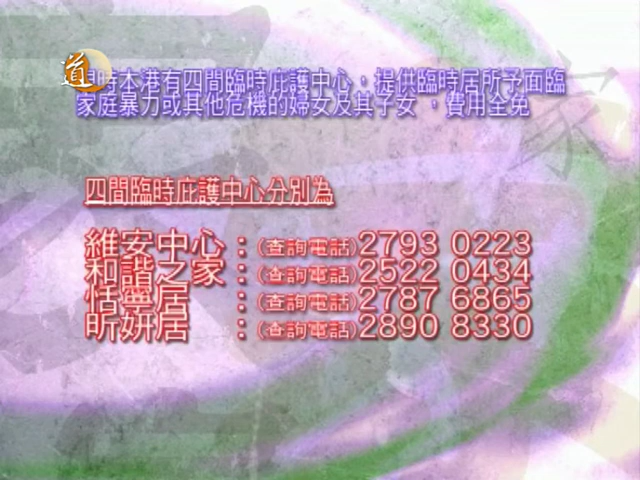 道
時本港有四間臨時庇護中心，提供臨時居所予面臨
家庭暴力或其他危機的婦女及其子女，費用全免
家
四間臨時庇護中心分別為
維安中心：(查詢電話)2793 0223
和諧之家：(查詢電話)2522 0434
恬寧居：(查詢電話)2787 6865
昕妍居：(查詢電話)2890 8330